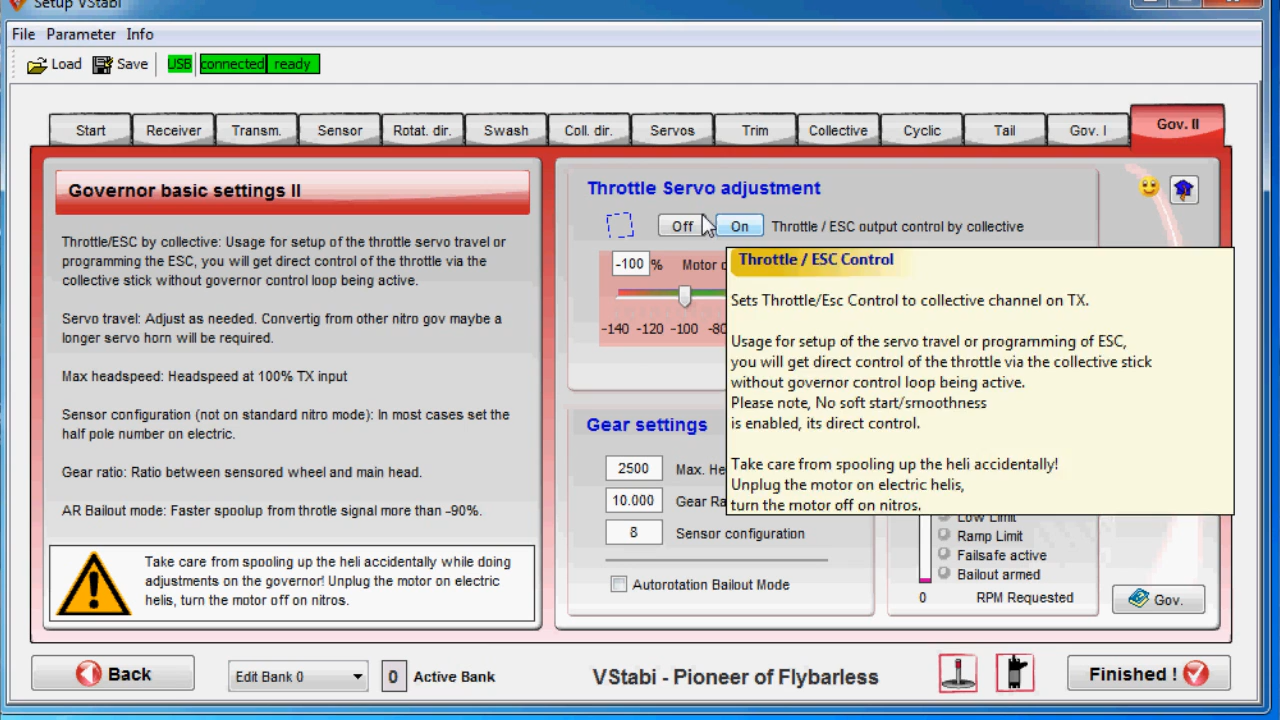 Setup VStabi
File Parameter Info
Load Save USB connected ready
Start Receiver Transm. Sensor Rotat. dir. Swash Coll. dir. Servos Trim Collective Cyclic Tail Gov. I Gov. II
Governor basic settings II
Throttle/ESC by collective: Usage for setup of the throttle servo travel or
programming the ESC, you will get direct control of the throttle via the
collective stick without governor control loop being active.
Servo travel: Adjust as needed. Convertig from other nitro gov maybe a
longer servo horn will be required.
Max headspeed: Headspeed at 100% TX input
Sensor configuration (not on standard nitro mode): In most cases set the
half pole number on electric.
Gear ratio: Ratio between sensored wheel and main head.
AR Bailout mode: Faster spoolup from throtle signal more than -90%.
Take care from spooling up the heli accidentally while doing
adjustments on the governor! Unplug the motor on electric
helis, turn the motor off on nitros.
Throttle Servo adjustment
Off On Throttle / ESC output control by collective
-100 % Motor
-140 -120 -100 -80
Throttle / ESC Control
Sets Throttle/Esc Control to collective channel on TX.
Usage for setup of the servo travel or programming of ESC,
you will get direct control of the throttle via the collective stick
without governor control loop being active.
Please note, No soft start/smoothness
is enabled, its direct control.
Take care from spooling up the heli accidentally!
Unplug the motor on electric helis,
turn the motor off on nitros.
Gear settings
2500 Max. He
10.000 Gear Ra
8 Sensor configuration
Autorotation Bailout Mode
Low Limit
Ramp Limit
Failsafe active
Bailout armed
0 RPM Requested
Gov.
Back
Edit Bank 0
0 Active Bank
VStabi - Pioneer of Flybarless
Finished !